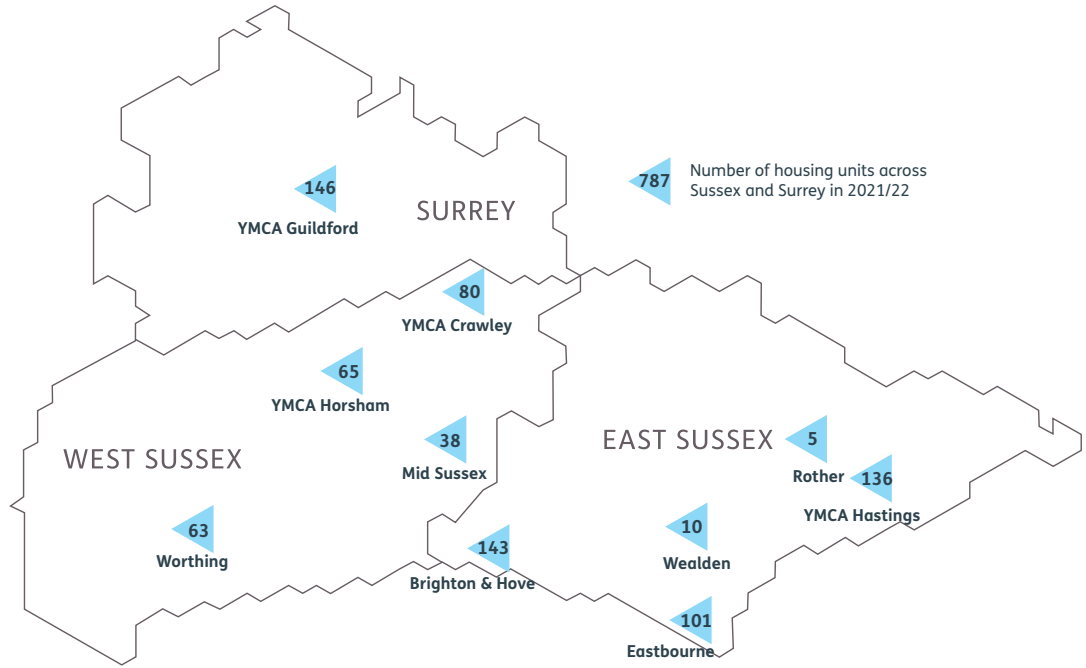 146
YMCA Guildford
SURREY
787
Number of housing units across
Sussex and Surrey in 2021/22
80
YMCA Crawley
65
YMCA Horsham
38
Mid Sussex
WEST SUSSEX
63
Worthing
EAST SUSSEX
5
Rother
136
YMCA Hastings
10
Wealden
143
Brighton & Hove
101
Eastbourne